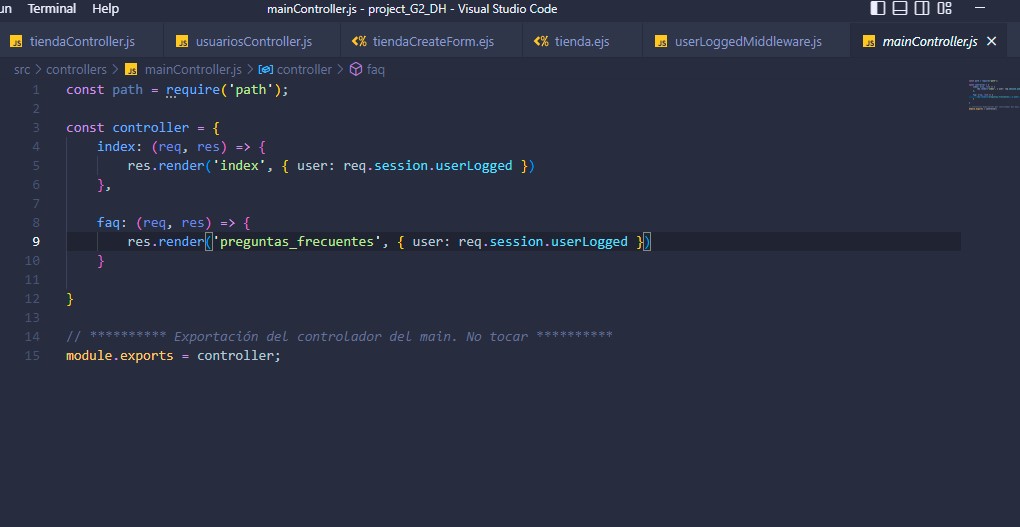 un Terminal Help mainController.js - project_G2_DH - Visual Studio Code
JS tiendaController.js JS usuariosController.js <% tiendaCreateForm.ejs <% tienda.ejs JS userLoggedMiddleware.js JS mainController.js ✕
src > controllers > JS mainController.js > controller > faq
1 const path = require('path');
2
3 const controller = {
4 index: (req, res) => {
5 res.render('index', { user: req.session.userLogged })
6 },
7
8 faq: (req, res) => {
9 res.render('preguntas_frecuentes', { user: req.session.userLogged })
10 }
11
12 }
13
14 // ********** Exportación del controlador del main. No tocar **********
15 module.exports = controller;